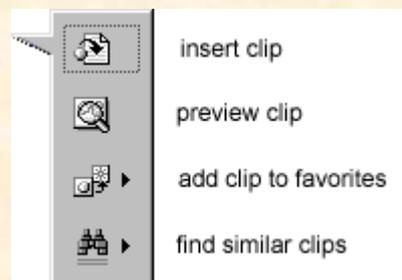 insert clip
preview clip
add clip to favorites
find similar clips